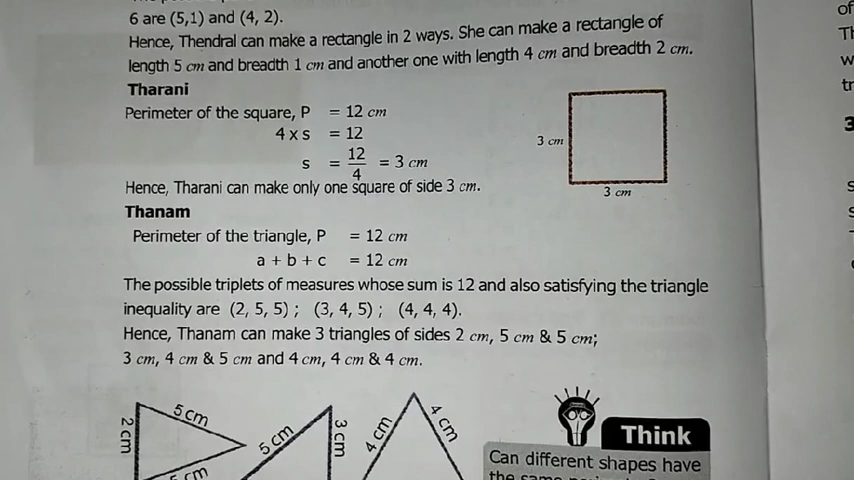 6 are (5,1) and (4, 2).
Hence, Thendral can make a rectangle in 2 ways. She can make a rectangle of
length 5 cm and breadth 1 cm and another one with length 4 cm and breadth 2 cm.
Tharani
Perimeter of the square, P = 12 cm
4 x s = 12
s = 12/4 = 3 cm
Hence, Tharani can make only one square of side 3 cm.
3 cm
3 cm
Thanam
Perimeter of the triangle, P = 12 cm
a + b + c = 12 cm
The possible triplets of measures whose sum is 12 and also satisfying the triangle
inequality are (2, 5, 5) ; (3, 4, 5) ; (4, 4, 4).
Hence, Thanam can make 3 triangles of sides 2 cm, 5 cm & 5 cm;
3 cm, 4 cm & 5 cm and 4 cm, 4 cm & 4 cm.
2 cm
5 cm
5 cm
5 cm
3 cm
4 cm
4 cm
Think
Can different shapes have
the same
of
3